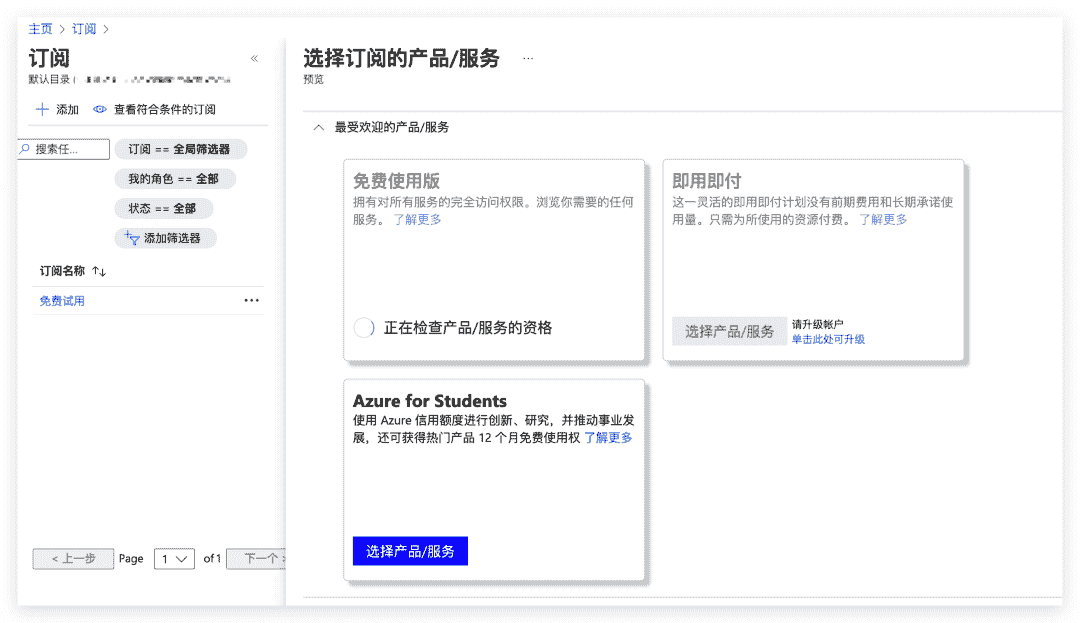 主页 > 订阅 >
订阅
«
默认目录 (
添加
查看符合条件的订阅
搜索任...
订阅 == 全局筛选器
我的角色 == 全部
状态 == 全部
添加筛选器
订阅名称 ↑↓
免费试用
...
< 上一步
Page
1
of 1
下一个 >
选择订阅的产品/服务
...
预览
最受欢迎的产品/服务
免费使用版
拥有对所有服务的完全访问权限。浏览你需要的任何
服务。 了解更多
正在检查产品/服务的资格
即用即付
这一灵活的即用即付计划没有前期费用和长期承诺使
用量。只需为所使用的资源付费。 了解更多
选择产品/服务
请升级帐户
单击此处可升级
Azure for Students
使用 Azure 信用额度进行创新、研究，并推动事业发
展，还可获得热门产品 12 个月免费使用权 了解更多
选择产品/服务